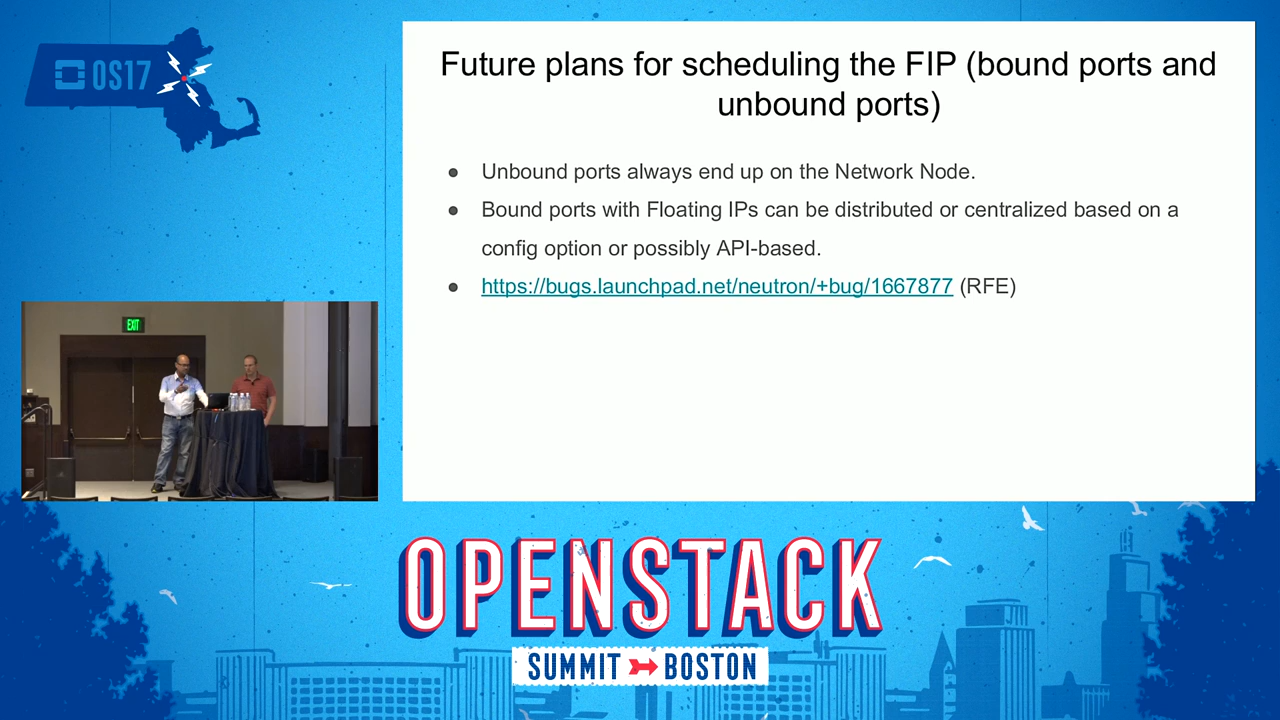 OS17
Future plans for scheduling the FIP (bound ports and
unbound ports)
● Unbound ports always end up on the Network Node.
● Bound ports with Floating IPs can be distributed or centralized based on a
config option or possibly API-based.
● https://bugs.launchpad.net/neutron/+bug/1667877 (RFE)
EXIT
OPENSTACK
SUMMIT BOSTON